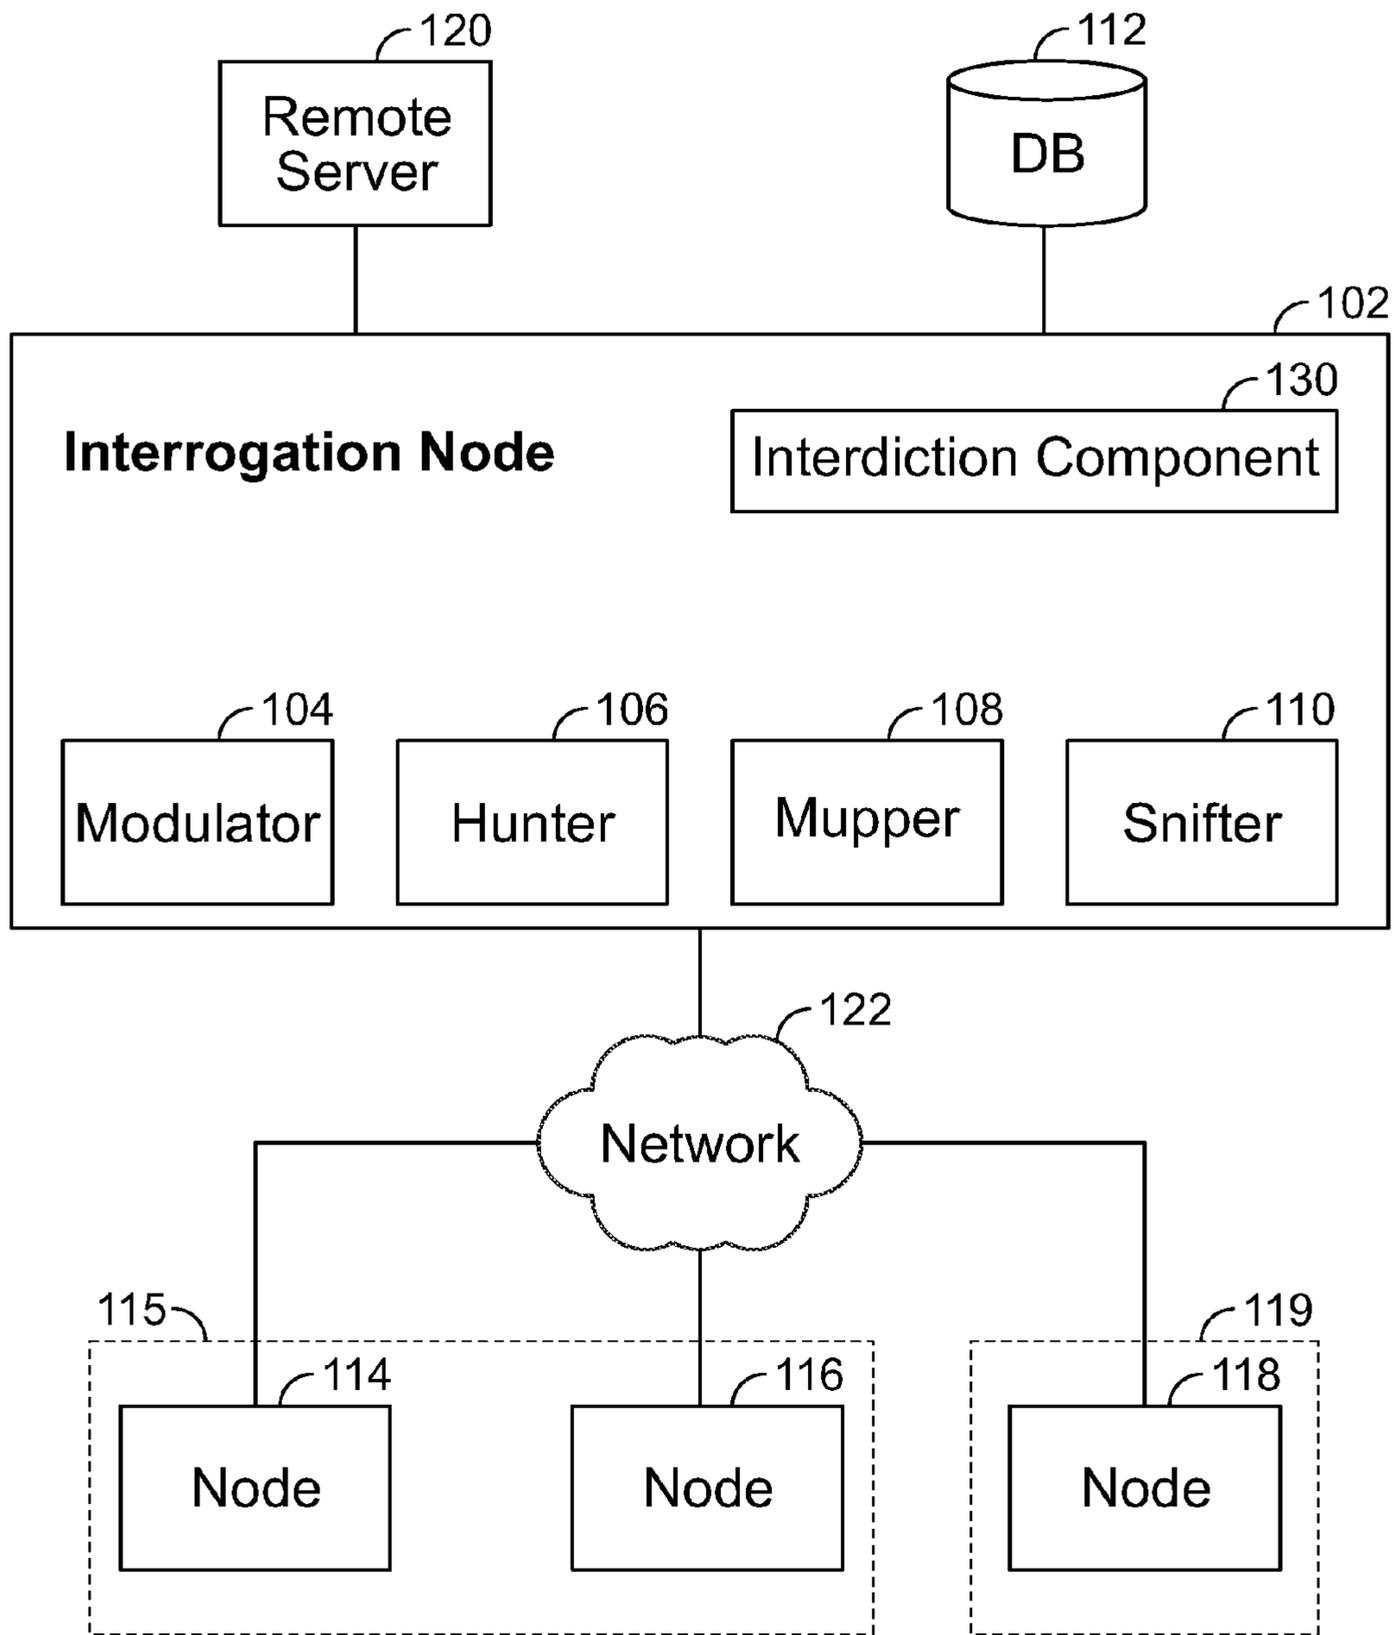 120
112
Remote
Server
DB
102
130
Interrogation Node
Interdiction Component
104
106
108
110
Modulator
Hunter
Mupper
Snifter
122
Network
115
119
114
116
118
Node
Node
Node